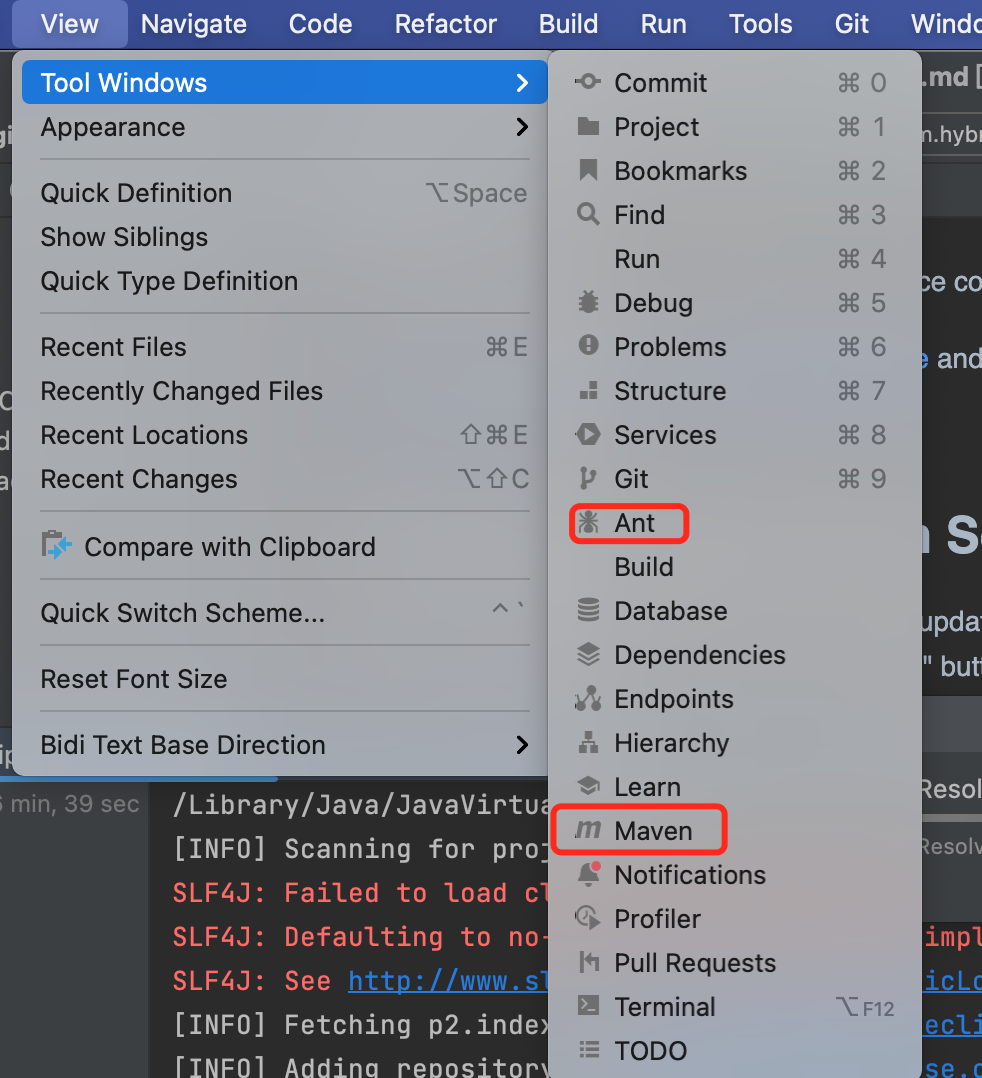 View Navigate Code Refactor Build Run Tools Git
Tool Windows
Appearance
Quick Definition ⌥Space
Show Siblings
Quick Type Definition
Recent Files ⌘E
Recently Changed Files
Recent Locations ⇧⌘E
Recent Changes ⌥⇧C
Compare with Clipboard
Quick Switch Scheme... ^ `
Reset Font Size
Bidi Text Base Direction
Commit ⌘ 0
Project ⌘ 1
Bookmarks ⌘ 2
Find ⌘ 3
Run ⌘ 4
Debug ⌘ 5
Problems ⌘ 6
Structure ⌘ 7
Services ⌘ 8
Git ⌘ 9
Ant
Build
Database
Dependencies
Endpoints
Hierarchy
Learn
Maven
Notifications
Profiler
Pull Requests
Terminal ⌥F12
TODO
.md [
m.hybr
ce co
e and
n S
upda
" but
Resol
Resolv
6 min, 39 sec
/Library/Java/JavaVirtua
[INFO] Scanning for proj
SLF4J: Failed to load cl
SLF4J: Defaulting to no- impl
SLF4J: See http://www.sl icLo
[INFO] Fetching p2.index ecli
[INFO] Adding repository se.o